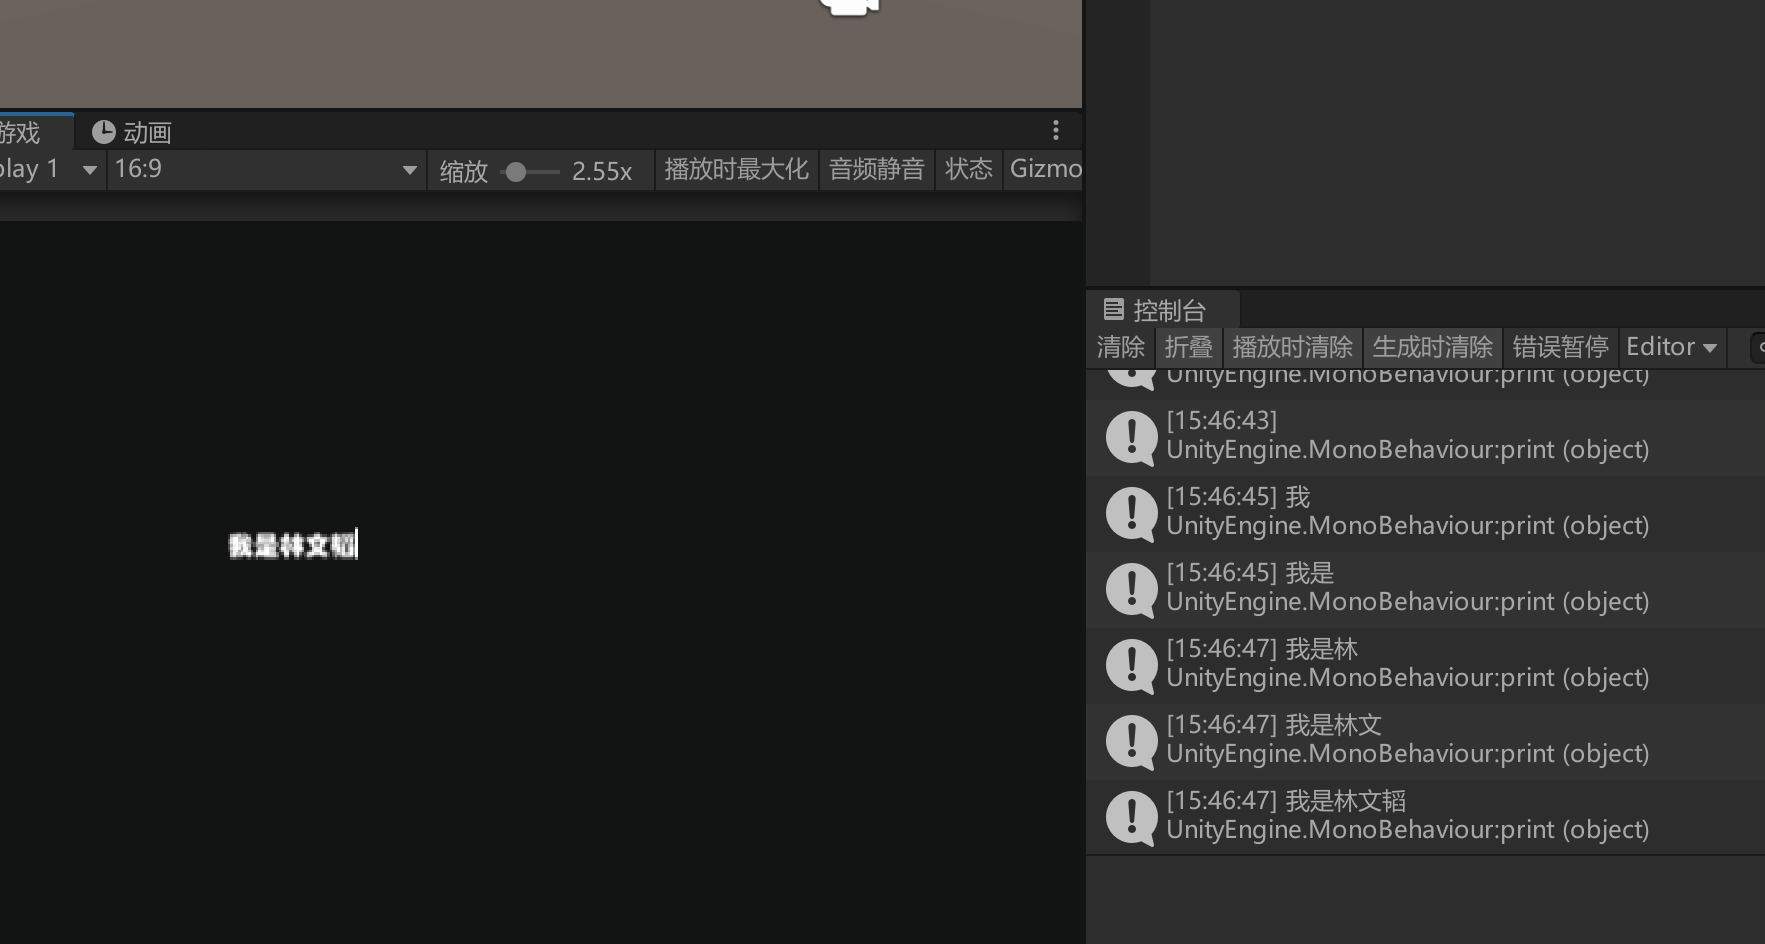 游戏
动画
play 1
16:9
缩放
2.55x
播放时最大化
音频静音
状态
Gizmo
我是林文韬
控制台
清除
折叠
播放时清除
生成时清除
错误暂停
Editor
UnityEngine.MonoBehaviour:print (object)
[15:46:43]
UnityEngine.MonoBehaviour:print (object)
[15:46:45] 我
UnityEngine.MonoBehaviour:print (object)
[15:46:45] 我是
UnityEngine.MonoBehaviour:print (object)
[15:46:47] 我是林
UnityEngine.MonoBehaviour:print (object)
[15:46:47] 我是林文
UnityEngine.MonoBehaviour:print (object)
[15:46:47] 我是林文韬
UnityEngine.MonoBehaviour:print (object)